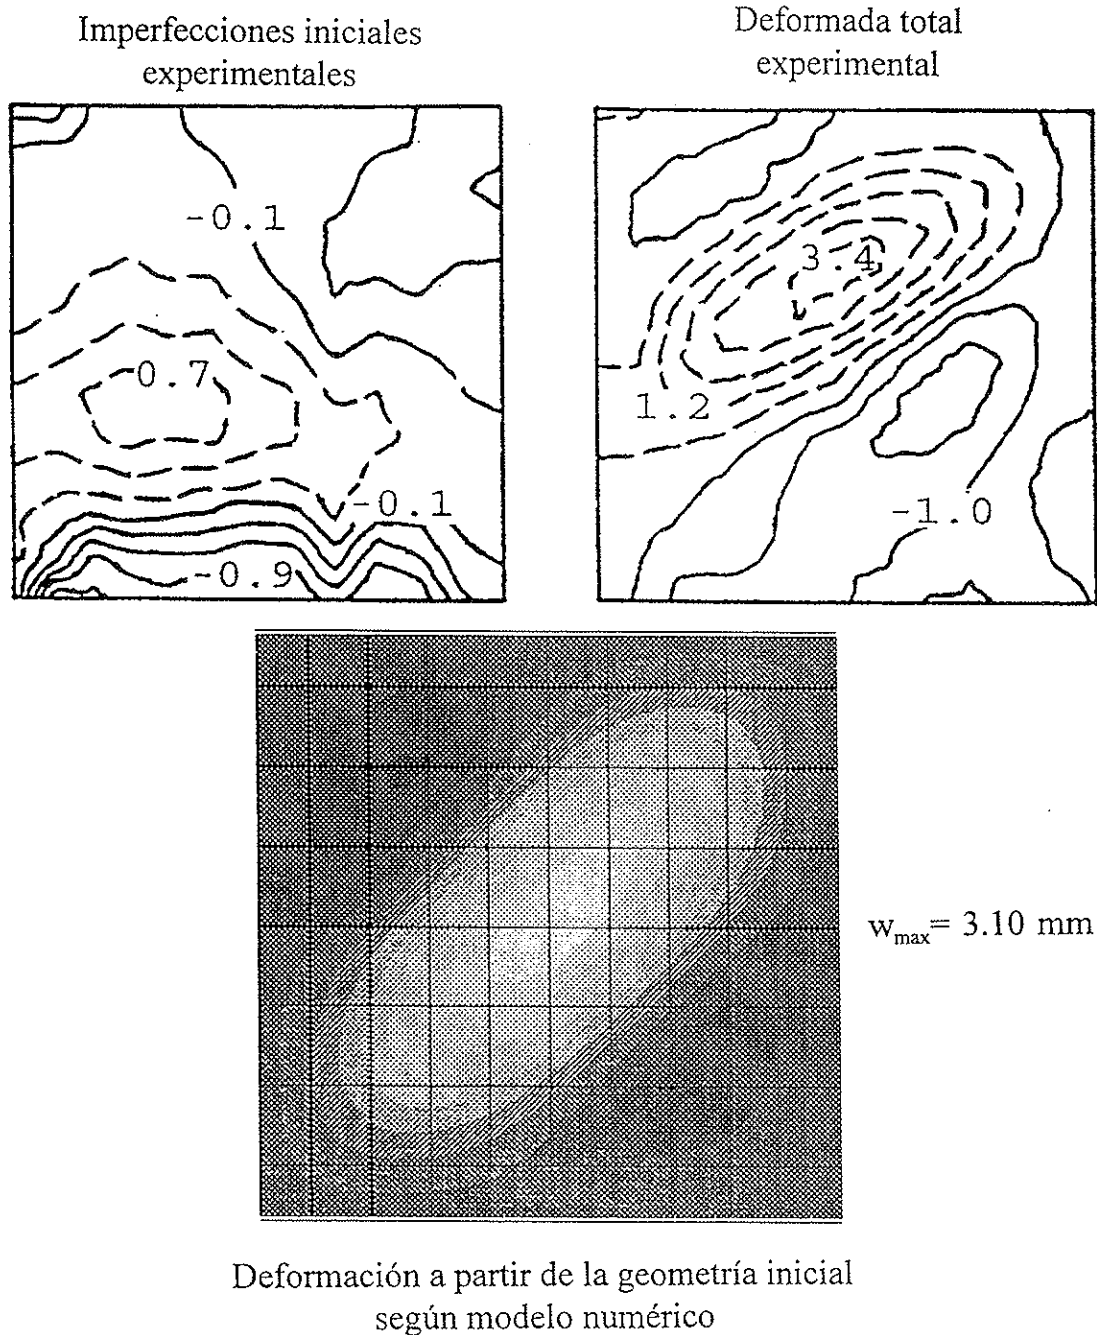 Imperfecciones iniciales
experimentales
Deformada total
experimental
-0.1
0.7
-0.1
-0.9
3.4
1.2
-1.0
wmax= 3.10 mm
Deformación a partir de la geometría inicial
según modelo numérico